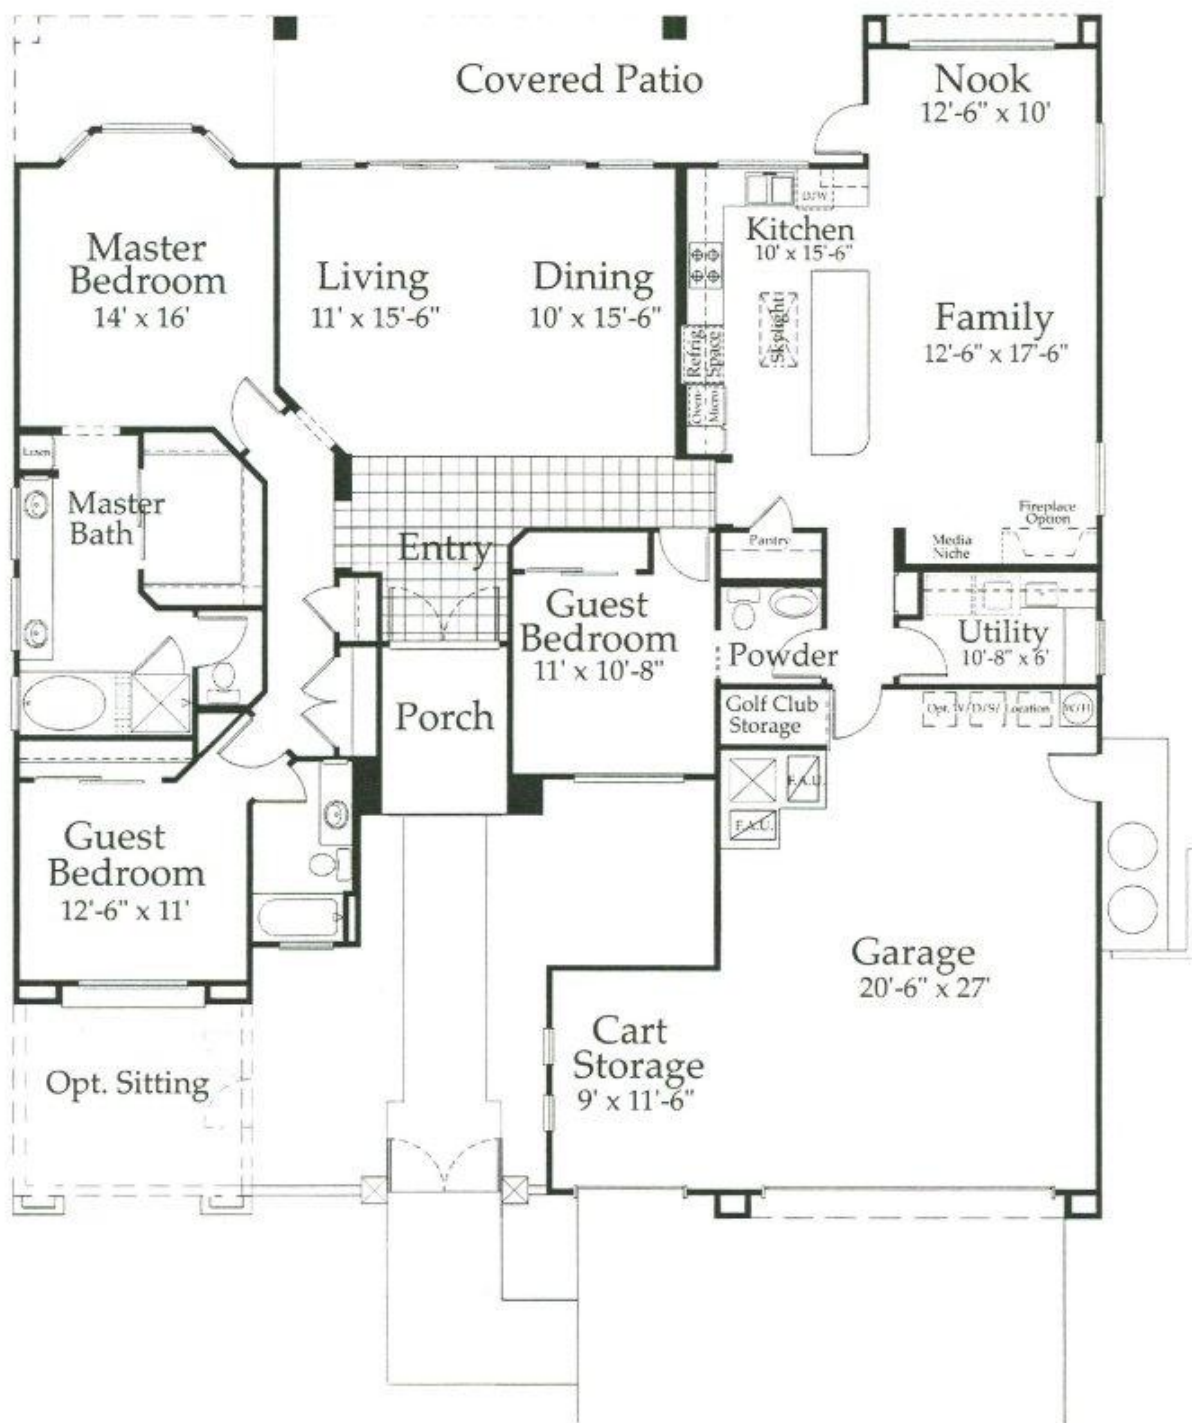 Covered Patio
Nook
12'-6" x 10'
D/W
Kitchen
10' x 15'-6"
Master
Bedroom
14' x 16'
Living
11' x 15'-6"
Dining
10' x 15'-6"
Skylight
Family
12'-6" x 17'-6"
Refrig
Space
Oven
Micro
Linen
Master
Bath
Entry
Fireplace
Option
Media
Niche
Pantry
Guest
Bedroom
11' x 10'-8"
Utility
10'-8" x 6'
Powder
Porch
Golf Club
Storage
Opt. W/D/S/ Location
W/H
F.A.U.
F.A.U.
Guest
Bedroom
12'-6" x 11'
Garage
20'-6" x 27'
Cart
Storage
9' x 11'-6"
Opt. Sitting